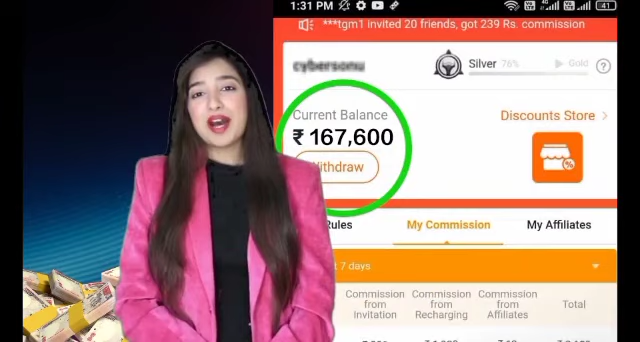 1:31 PM
41
***tgm1 invited 20 friends, got 239 Rs. commission
Silver 76% Gold ?
Current Balance
₹ 167,600
Discounts Store >
Withdraw
Rules My Commission My Affiliates
7 days
Commission from Invitation
Commission from Recharging
Commission from Affiliates
Total